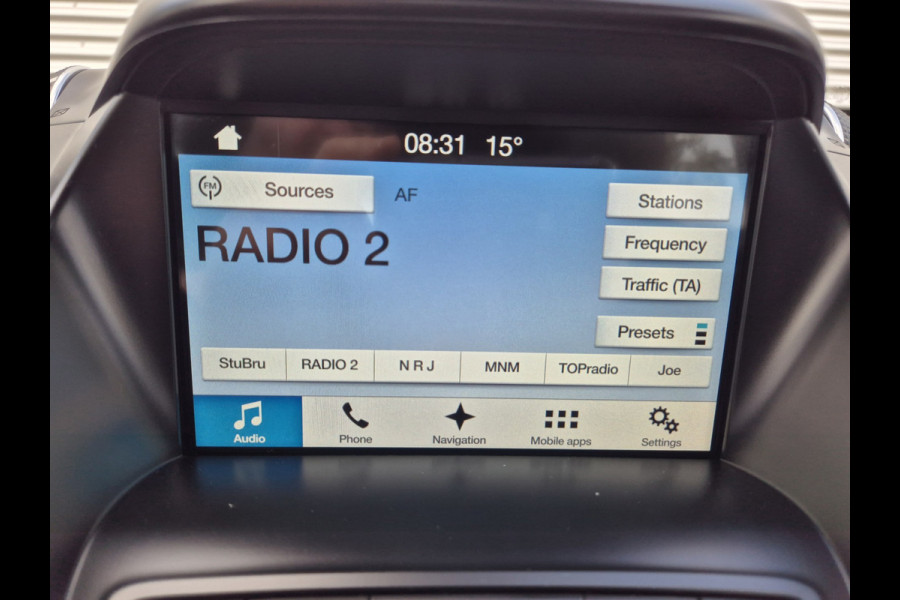 08:31 15°
FM Sources AF
Stations
RADIO 2
Frequency
Traffic (TA)
Presets
StuBru RADIO 2 N R J MNM TOPradio Joe
Audio Phone Navigation Mobile apps Settings